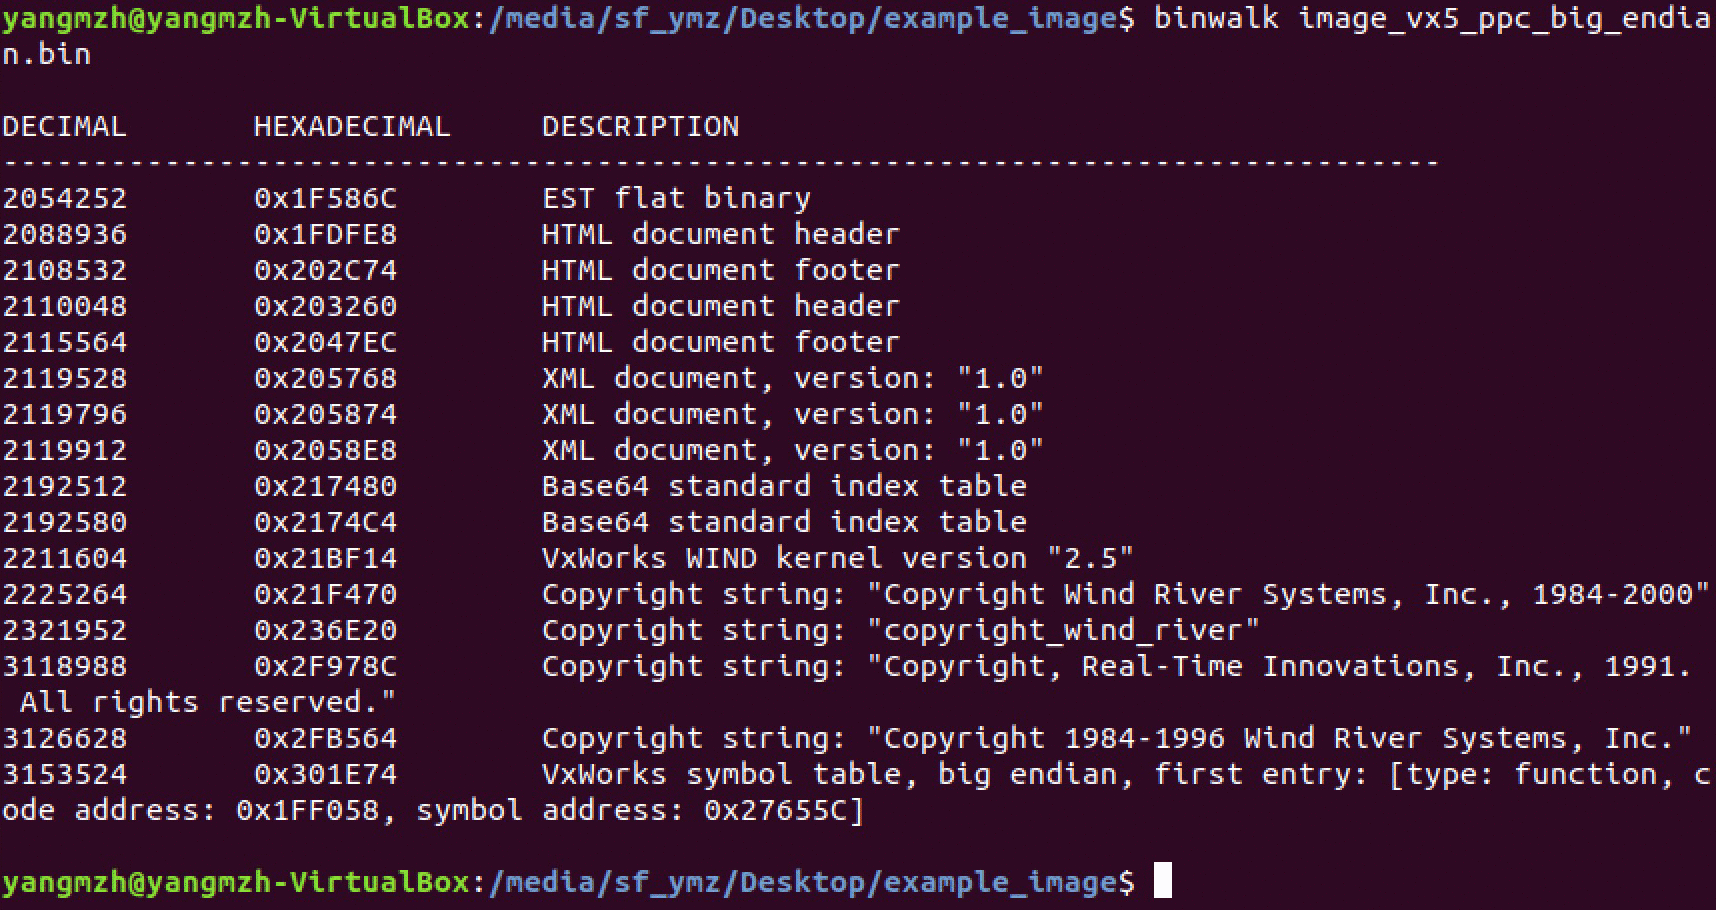 yangmzh@yangmzh-VirtualBox:/media/sf_ymz/Desktop/example_image$ binwalk image_vx5_ppc_big_endia
n.bin
DECIMAL       HEXADECIMAL     DESCRIPTION
--------------------------------------------------------------------------------
2054252       0x1F586C        EST flat binary
2088936       0x1FDFE8        HTML document header
2108532       0x202C74        HTML document footer
2110048       0x203260        HTML document header
2115564       0x2047EC        HTML document footer
2119528       0x205768        XML document, version: "1.0"
2119796       0x205874        XML document, version: "1.0"
2119912       0x2058E8        XML document, version: "1.0"
2192512       0x217480        Base64 standard index table
2192580       0x2174C4        Base64 standard index table
2211604       0x21BF14        VxWorks WIND kernel version "2.5"
2225264       0x21F470        Copyright string: "Copyright Wind River Systems, Inc., 1984-2000"
2321952       0x236E20        Copyright string: "copyright_wind_river"
3118988       0x2F978C        Copyright string: "Copyright, Real-Time Innovations, Inc., 1991.
 All rights reserved."
3126628       0x2FB564        Copyright string: "Copyright 1984-1996 Wind River Systems, Inc."
3153524       0x301E74        VxWorks symbol table, big endian, first entry: [type: function, c
ode address: 0x1FF058, symbol address: 0x27655C]
yangmzh@yangmzh-VirtualBox:/media/sf_ymz/Desktop/example_image$